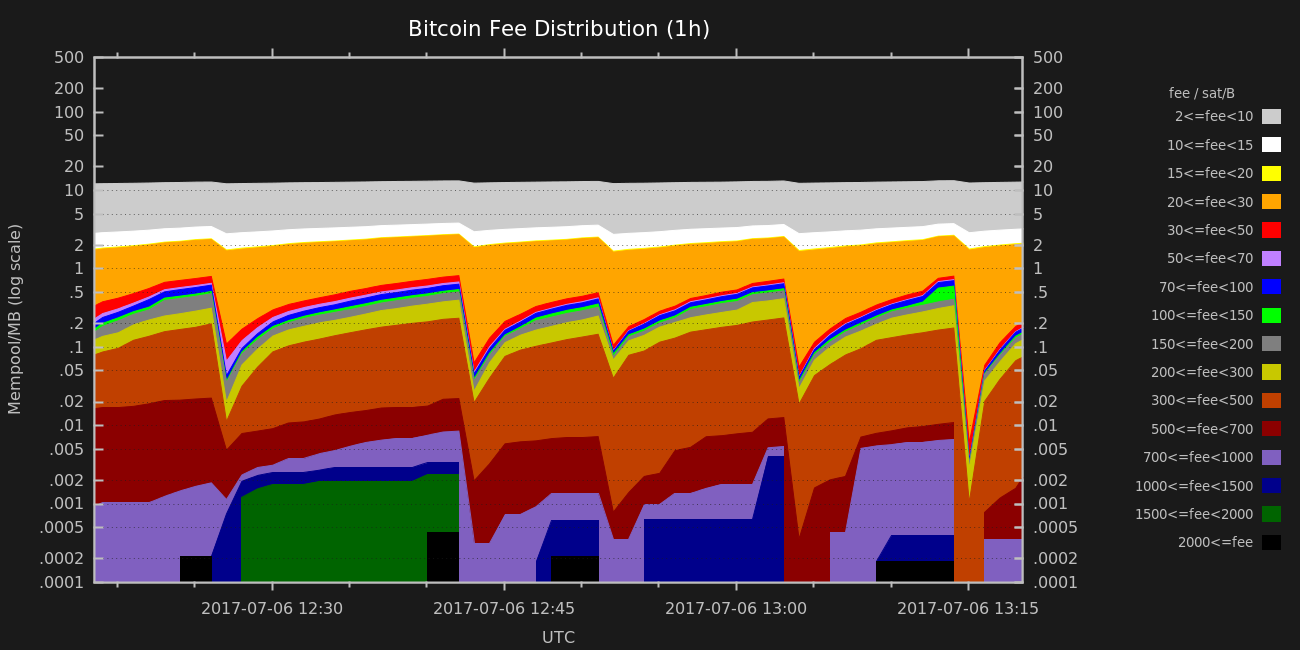 Bitcoin Fee Distribution (1h)
Mempool/MB (log scale)
500
200
100
50
20
10
5
2
1
.5
.2
.1
.05
.02
.01
.005
.002
.001
.0005
.0002
.0001
500
200
100
50
20
10
5
2
1
.5
.2
.1
.05
.02
.01
.005
.002
.001
.0005
.0002
.0001
2017-07-06 12:30
2017-07-06 12:45
2017-07-06 13:00
2017-07-06 13:15
UTC
fee / sat/B
2<=fee<10
10<=fee<15
15<=fee<20
20<=fee<30
30<=fee<50
50<=fee<70
70<=fee<100
100<=fee<150
150<=fee<200
200<=fee<300
300<=fee<500
500<=fee<700
700<=fee<1000
1000<=fee<1500
1500<=fee<2000
2000<=fee